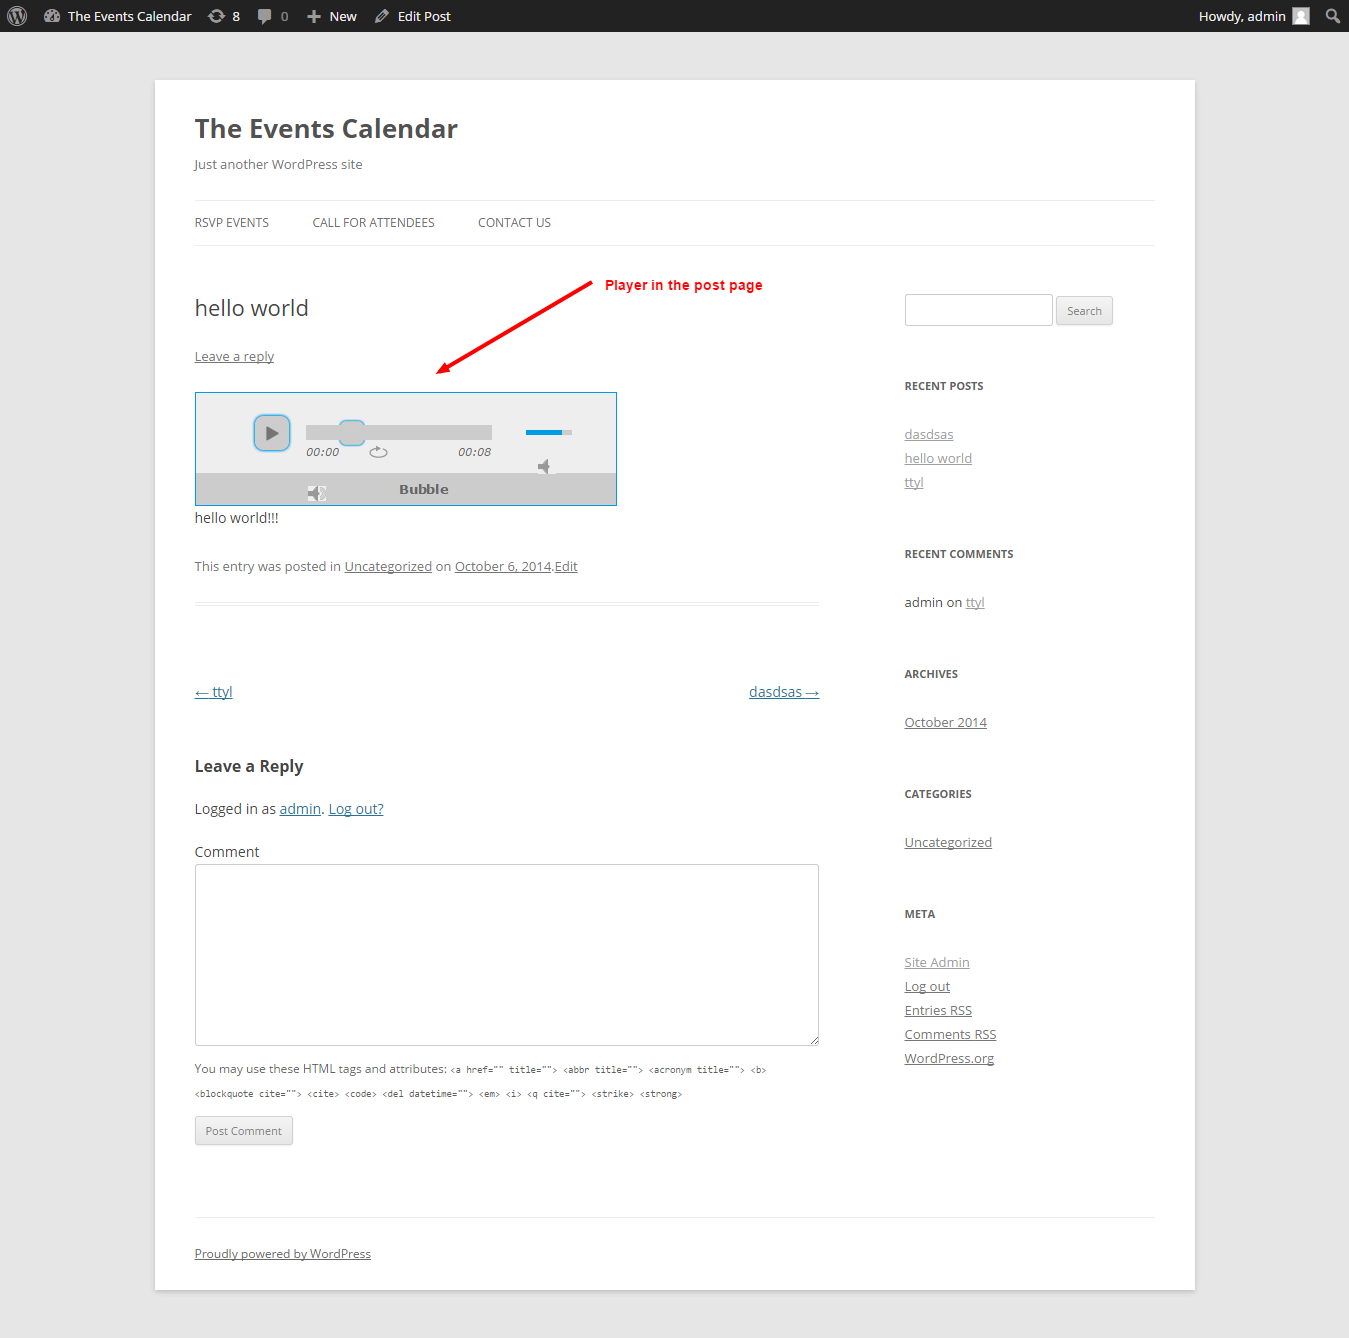 The Events Calendar 8 0 New Edit Post Howdy, admin
The Events Calendar
Just another WordPress site
RSVP EVENTS CALL FOR ATTENDEES CONTACT US
Player in the post page
hello world
Search
Leave a reply
RECENT POSTS
dasdsas
hello world
ttyl
00:00 00:08
Bubble
hello world!!!
This entry was posted in Uncategorized on October 6, 2014.Edit
RECENT COMMENTS
admin on ttyl
← ttyl dasdsas →
ARCHIVES
October 2014
Leave a Reply
Logged in as admin. Log out?
Comment
CATEGORIES
Uncategorized
META
Site Admin
Log out
Entries RSS
Comments RSS
WordPress.org
You may use these HTML tags and attributes: <a href="" title=""> <abbr title=""> <acronym title=""> <b>
<blockquote cite=""> <cite> <code> <del datetime=""> <em> <i> <q cite=""> <strike> <strong>
Post Comment
Proudly powered by WordPress